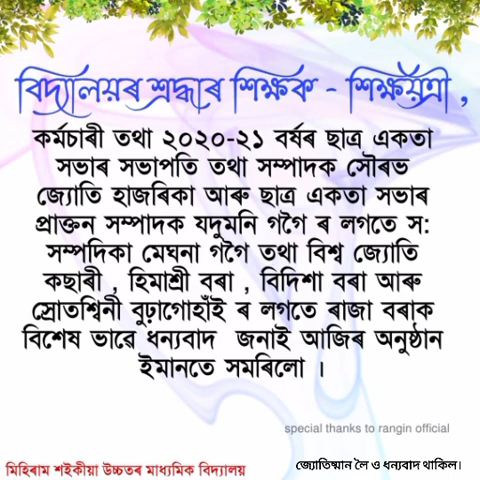 বিদ্যালয়ৰ শ্ৰদ্ধাৰ শিক্ষক - শিক্ষয়ত্ৰী ,
কৰ্মচাৰী তথা ২০২০-২১ বৰ্ষৰ ছাত্ৰ একতা
সভাৰ সভাপতি তথা সম্পাদক সৌৰভ
জ্যোতি হাজৰিকা আৰু ছাত্ৰ একতা সভাৰ
প্ৰাক্তন সম্পাদক যদুমনি গগৈ ৰ লগতে স:
সম্পদিকা মেঘনা গগৈ তথা বিশ্ব জ্যোতি
কছাৰী , হিমাশ্ৰী বৰা , বিদিশা বৰা আৰু
স্ৰোতশ্বিনী বুঢ়াগোহাঁই ৰ লগতে ৰাজা বৰাক
বিশেষ ভাৱে ধন্যবাদ জনাই আজিৰ অনুষ্ঠান
ইমানতে সমৰিলো ।
special thanks to rangin official
মিহিৰাম শইকীয়া উচ্চতৰ মাধ্যমিক বিদ্যালয়
জ্যোতিষ্মান লৈ ও ধন্যবাদ থাকিল।